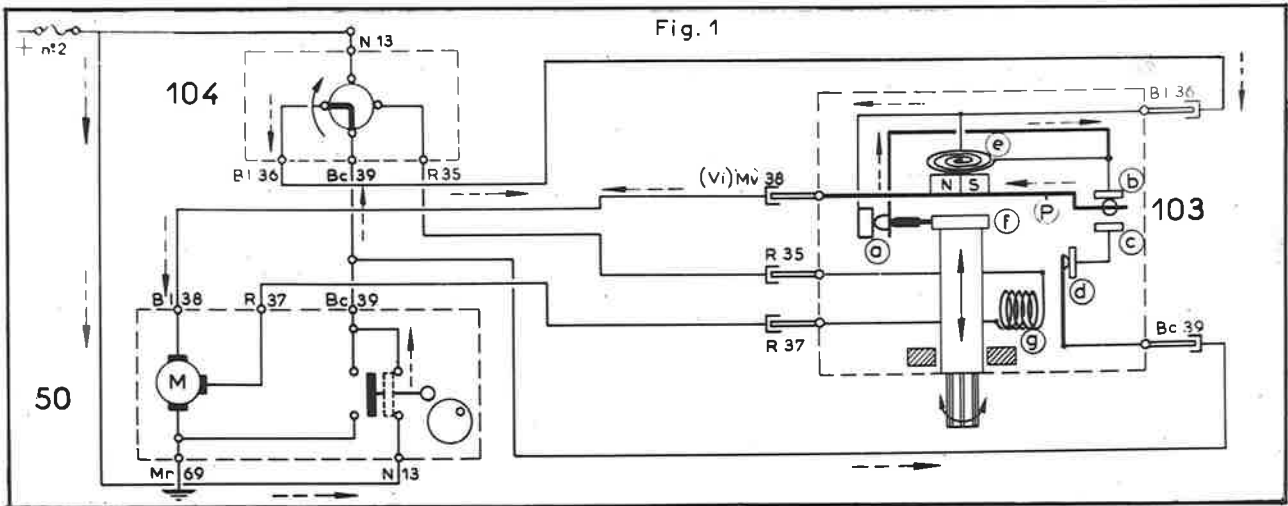 Fig. 1
+ n°2
N 13
104
Bl 36
Bc 39
R 35
Bl 36
(Vi) Mv 38
N S
e
b
P
103
a
f
c
R 35
d
g
R 37
Bc 39
Bl 38
R 37
Bc 39
M
50
Mr 69
N 13